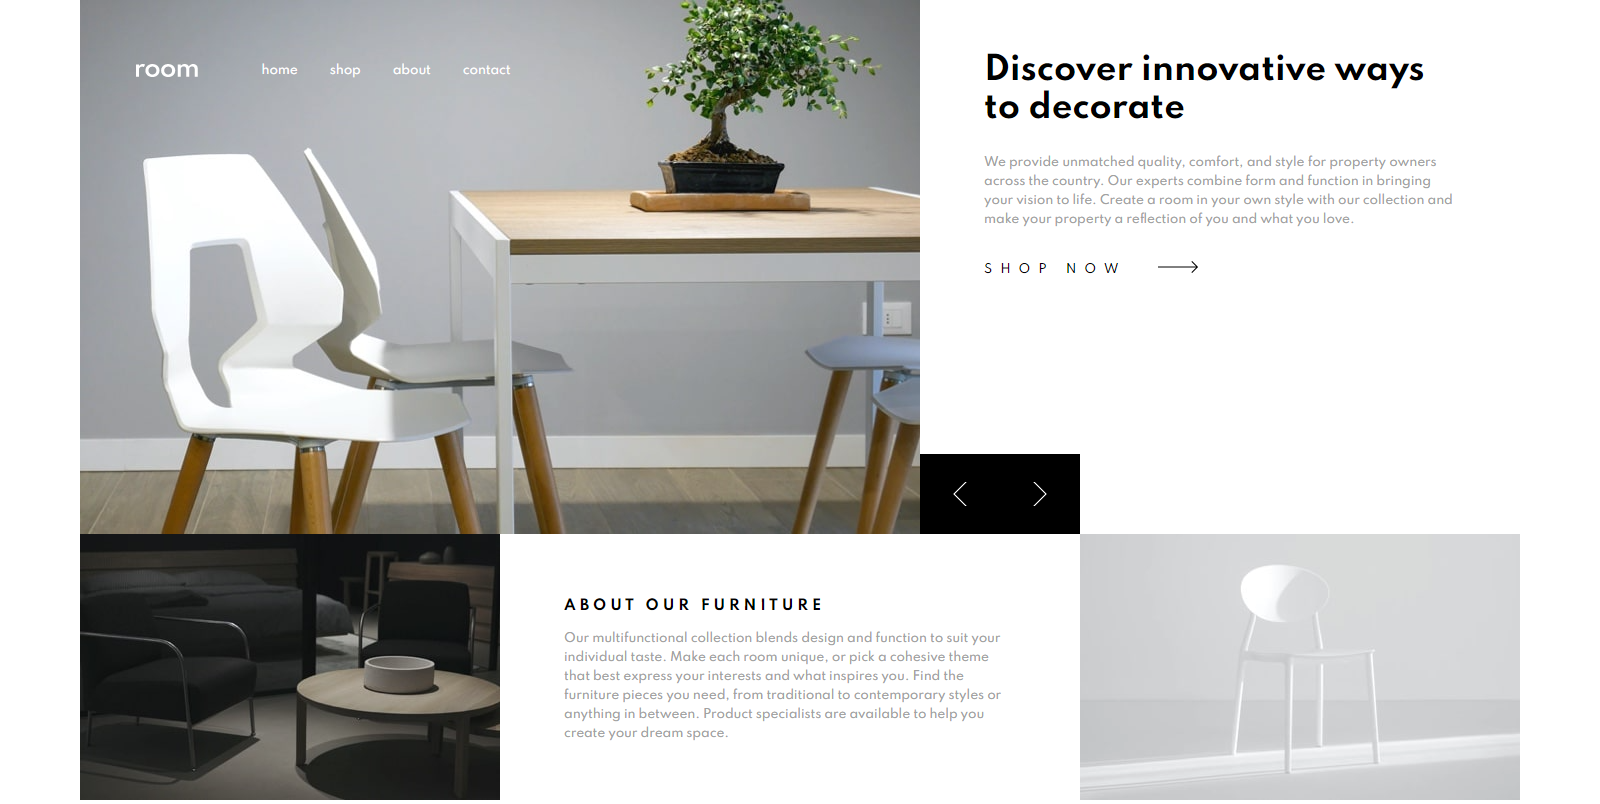 room
home
shop
about
contact
Discover innovative ways
to decorate
We provide unmatched quality, comfort, and style for property owners
across the country. Our experts combine form and function in bringing
your vision to life. Create a room in your own style with our collection and
make your property a reflection of you and what you love.
SHOP NOW
ABOUT OUR FURNITURE
Our multifunctional collection blends design and function to suit your
individual taste. Make each room unique, or pick a cohesive theme
that best express your interests and what inspires you. Find the
furniture pieces you need, from traditional to contemporary styles or
anything in between. Product specialists are available to help you
create your dream space.